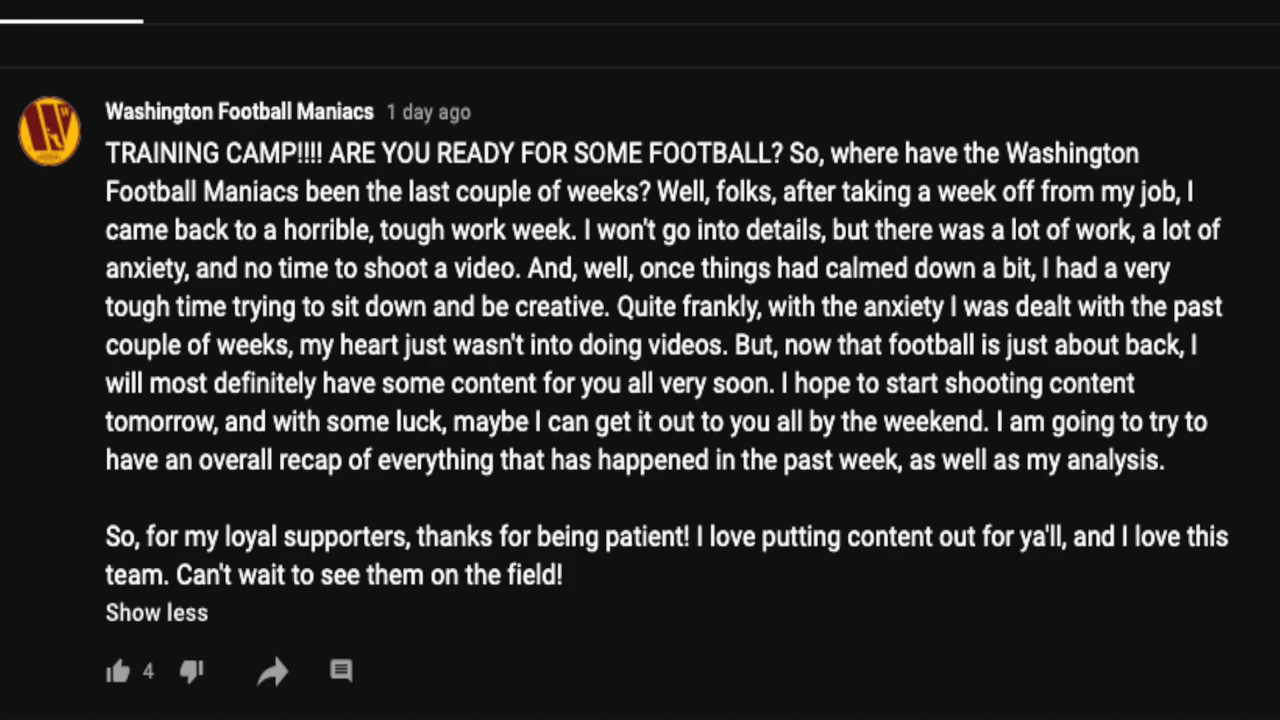 Washington Football Maniacs 1 day ago
TRAINING CAMP!!!! ARE YOU READY FOR SOME FOOTBALL? So, where have the Washington
Football Maniacs been the last couple of weeks? Well, folks, after taking a week off from my job, I
came back to a horrible, tough work week. I won't go into details, but there was a lot of work, a lot of
anxiety, and no time to shoot a video. And, well, once things had calmed down a bit, I had a very
tough time trying to sit down and be creative. Quite frankly, with the anxiety I was dealt with the past
couple of weeks, my heart just wasn't into doing videos. But, now that football is just about back, I
will most definitely have some content for you all very soon. I hope to start shooting content
tomorrow, and with some luck, maybe I can get it out to you all by the weekend. I am going to try to
have an overall recap of everything that has happened in the past week, as well as my analysis.
So, for my loyal supporters, thanks for being patient! I love putting content out for ya'll, and I love this
team. Can't wait to see them on the field!
Show less
4